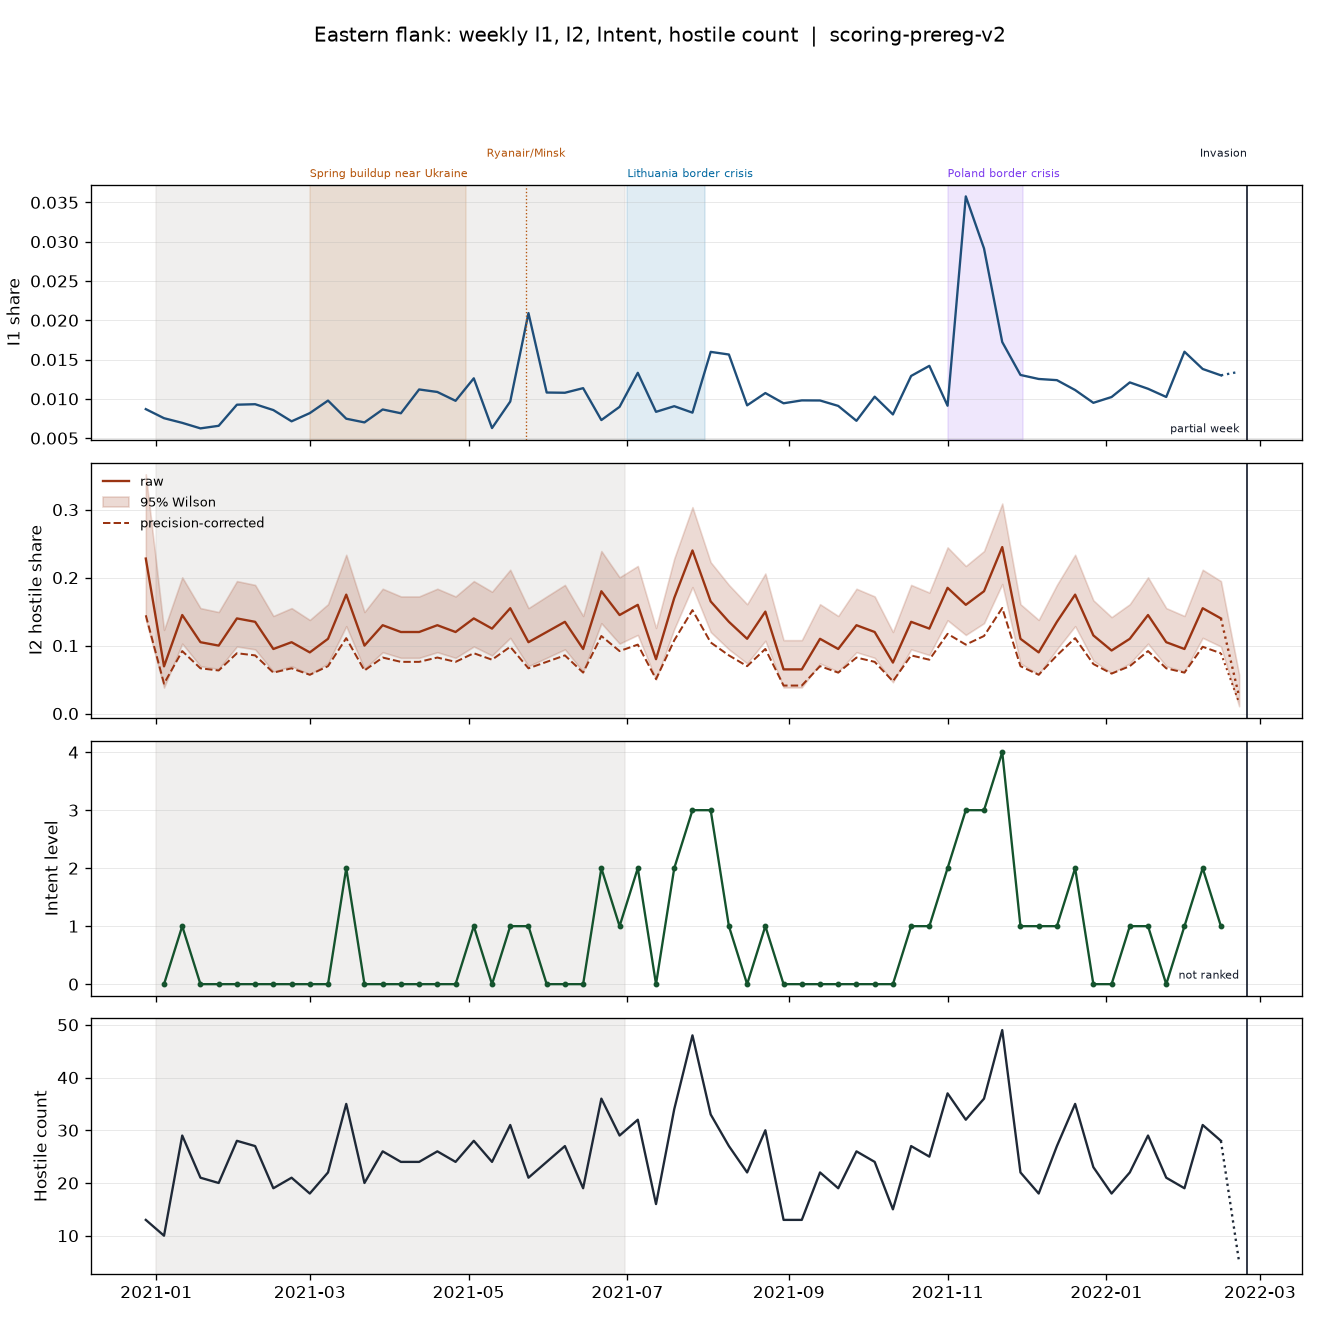 Eastern flank: weekly I1, I2, Intent, hostile count | scoring-prereg-v2
Ryanair/Minsk
Invasion
Spring buildup near Ukraine
Lithuania border crisis
Poland border crisis
I1 share
0.035
0.030
0.025
0.020
0.015
0.010
0.005
partial week
I2 hostile share
0.3
0.2
0.1
0.0
raw
95% Wilson
precision-corrected
Intent level
4
3
2
1
0
not ranked
Hostile count
50
40
30
20
10
2021-01
2021-03
2021-05
2021-07
2021-09
2021-11
2022-01
2022-03